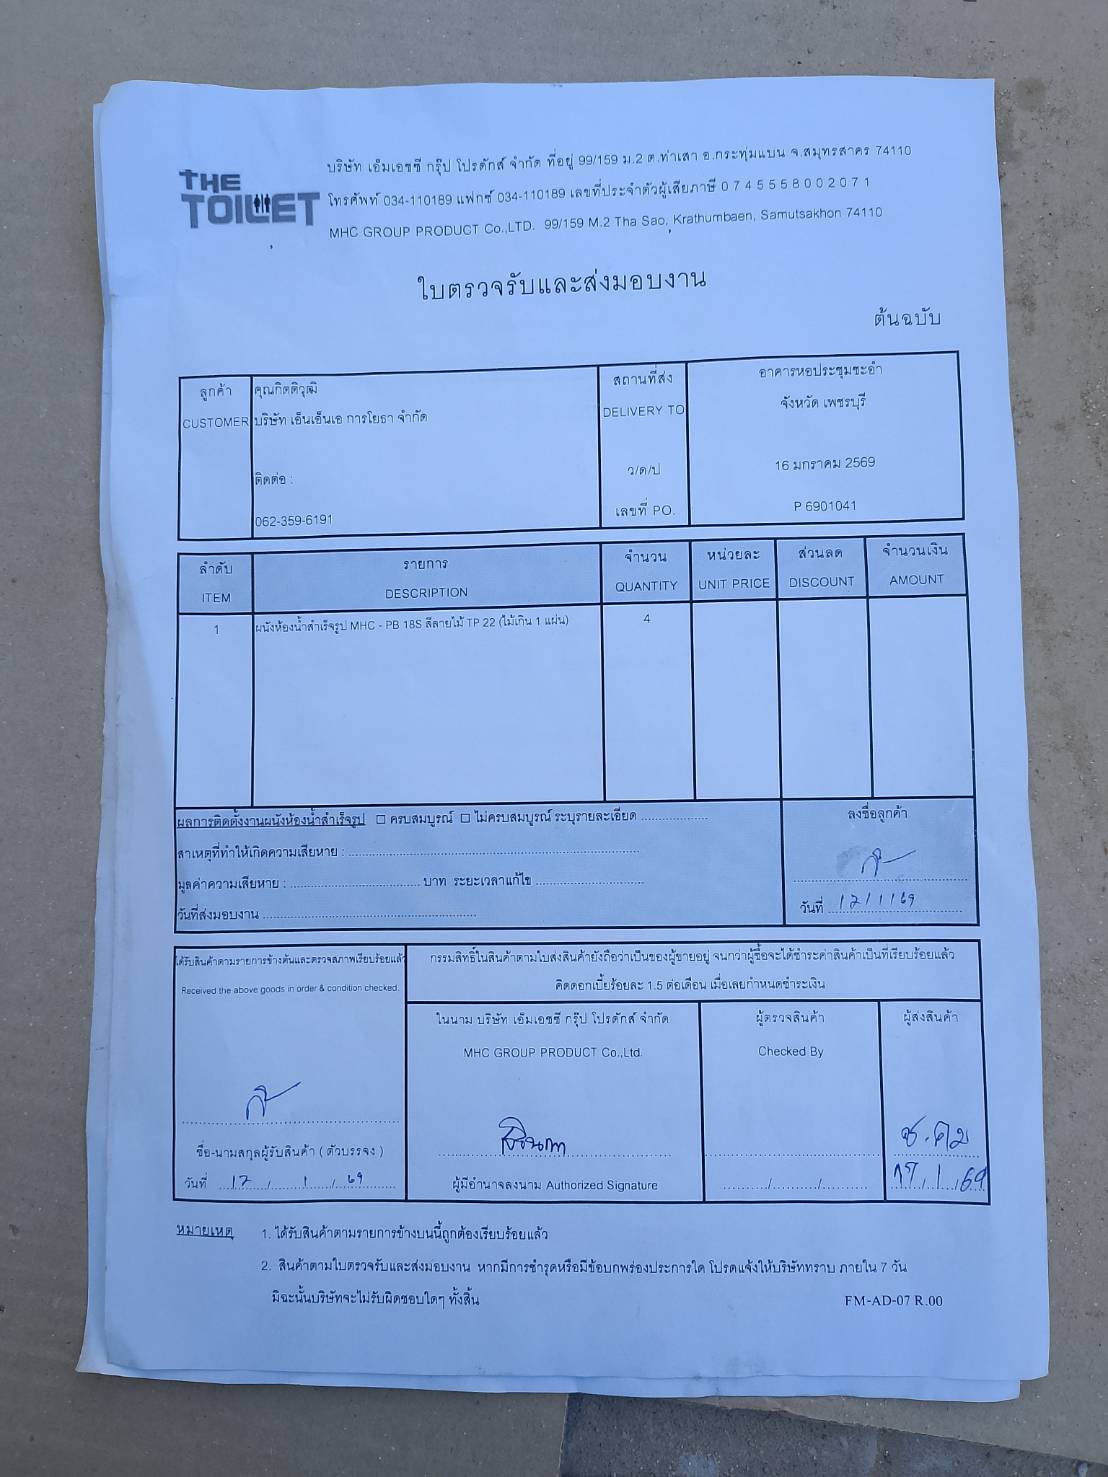 THE
TOILET
บริษัท เอ็มเอชซี กรุ๊ป โปรดักส์ จำกัด ที่อยู่ 99/159 ม.2 ต.ท่าเสา อ.กระทุ่มแบน จ.สมุทรสาคร 74110
โทรศัพท์ 034-110189 แฟกซ์ 034-110189 เลขที่ประจำตัวผู้เสียภาษี 0 7 4 5 5 5 8 0 0 2 0 7 1
MHC GROUP PRODUCT Co.,LTD. 99/159 M.2 Tha Sao, Krathumbaen, Samutsakhon 74110
ใบตรวจรับและส่งมอบงาน
ต้นฉบับ
ลูกค้า
CUSTOMER
คุณกิตติวุฒิ
บริษัท เอ็นเอ็นเอ การโยธา จำกัด
ติดต่อ :
062-359-6191
สถานที่ส่ง
DELIVERY TO
อาคารหอประชุมชะอำ
จังหวัด เพชรบุรี
ว/ด/ป
16 มกราคม 2569
เลขที่ PO.
P 6901041
ลำดับ
ITEM
รายการ
DESCRIPTION
จำนวน
QUANTITY
หน่วยละ
UNIT PRICE
ส่วนลด
DISCOUNT
จำนวนเงิน
AMOUNT
1
ผนังห้องน้ำสำเร็จรูป MHC - PB 18S สีลายไม้ TP 22 (ไม้เกิน 1 แผ่น)
4
ผลการติดตั้งงานผนังห้องน้ำสำเร็จรูป ☐ ครบสมบูรณ์ ☐ ไม่ครบสมบูรณ์ ระบุรายละเอียด ....................
สาเหตุที่ทำให้เกิดความเสียหาย : ....................
มูลค่าความเสียหาย : .................... บาท ระยะเวลาแก้ไข ....................
วันที่ส่งมอบงาน ....................
ลงชื่อลูกค้า
วันที่ 17/1/69
ได้รับสินค้าตามรายการข้างต้นและตรวจสภาพเรียบร้อยแล้ว
Received the above goods in order & condition checked.
ชื่อ-นามสกุลผู้รับสินค้า ( ตัวบรรจง )
วันที่ 17 / 1 / 69
กรรมสิทธิ์ในสินค้าตามใบส่งสินค้ายังถือว่าเป็นของผู้ขายอยู่ จนกว่าผู้ซื้อจะได้ชำระค่าสินค้าเป็นที่เรียบร้อยแล้ว
คิดดอกเบี้ยร้อยละ 1.5 ต่อเดือน เมื่อเลยกำหนดชำระเงิน
ในนาม บริษัท เอ็มเอชซี กรุ๊ป โปรดักส์ จำกัด
MHC GROUP PRODUCT Co.,Ltd.
ผู้มีอำนาจลงนาม Authorized Signature
ผู้ตรวจสินค้า
Checked By
....../....../......
ผู้ส่งสินค้า
17/1/69
หมายเหตุ 1. ได้รับสินค้าตามรายการข้างบนนี้ถูกต้องเรียบร้อยแล้ว
2. สินค้าตามใบตรวจรับและส่งมอบงาน หากมีการชำรุดหรือมีข้อบกพร่องประการใด โปรดแจ้งให้บริษัททราบ ภายใน 7 วัน
มิฉะนั้นบริษัทจะไม่รับผิดชอบใดๆ ทั้งสิ้น
FM-AD-07 R.00